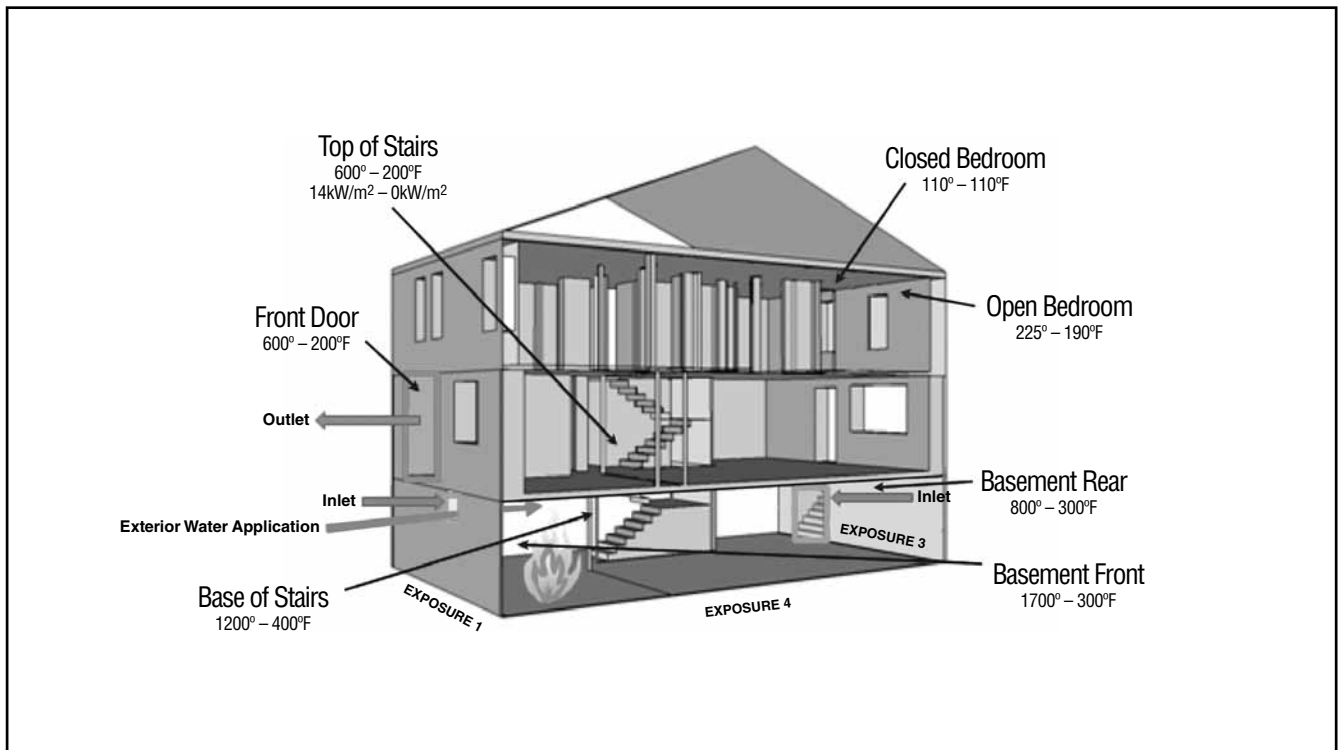 Top of Stairs
600º – 200ºF
14kW/m² – 0kW/m²
Closed Bedroom
110º – 110ºF
Open Bedroom
225º – 190ºF
Front Door
600º – 200ºF
Outlet
Inlet
Exterior Water Application
Inlet
Basement Rear
800º – 300ºF
EXPOSURE 3
Basement Front
1700º – 300ºF
Base of Stairs
1200º – 400ºF
EXPOSURE 1
EXPOSURE 4